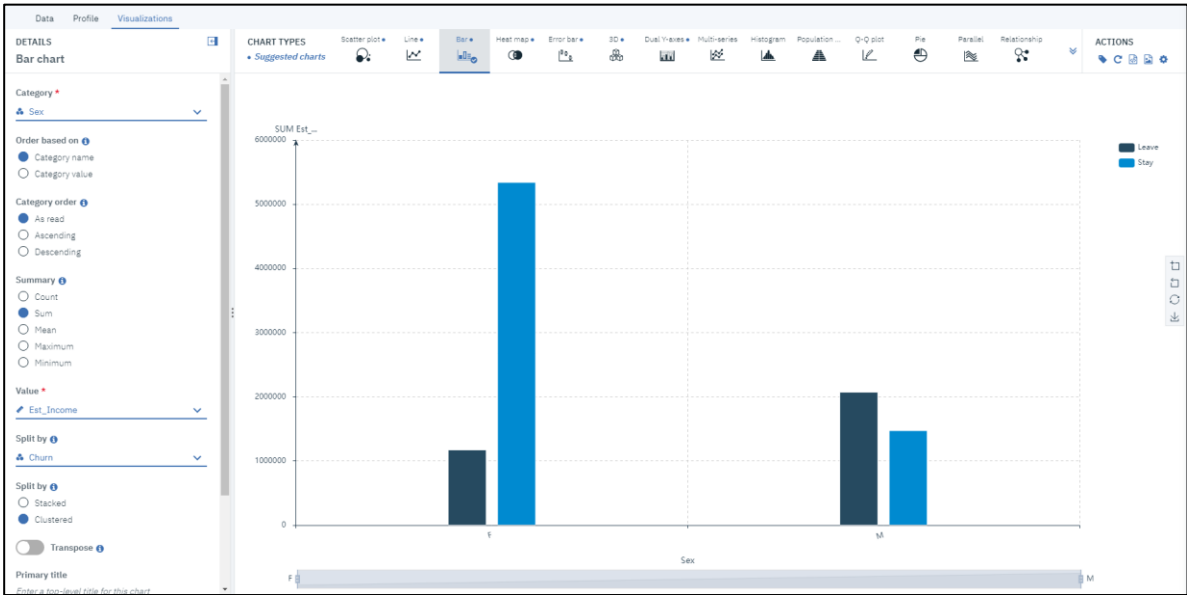 Data Profile Visualizations
DETAILS
Bar chart
Category *
Sex
Order based on
Category name
Category value
Category order
As read
Ascending
Descending
Summary
Count
Sum
Mean
Maximum
Minimum
Value *
Est_Income
Split by
Churn
Split by
Stacked
Clustered
Transpose
Primary title
Enter a top-level title for this chart
CHART TYPES
• Suggested charts
Scatter plot • Line • Bar • Heat map • Error bar • 3D • Dual Y-axes • Multi-series Histogram Population ... Q-Q plot Pie Parallel Relationship
ACTIONS
SUM Est_...
6000000
5000000
4000000
3000000
2000000
1000000
0
F M
Sex
F M
Leave
Stay